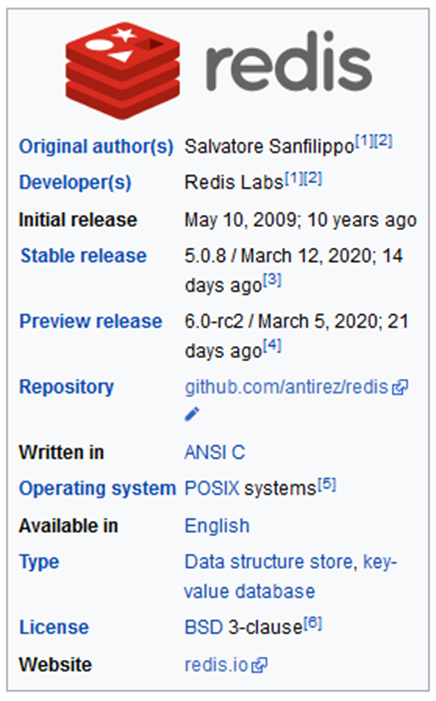 redis
Original author(s) Salvatore Sanfilippo[1][2]
Developer(s) Redis Labs[1][2]
Initial release May 10, 2009; 10 years ago
Stable release 5.0.8 / March 12, 2020; 14
days ago[3]
Preview release 6.0-rc2 / March 5, 2020; 21
days ago[4]
Repository github.com/antirez/redis
Written in ANSI C
Operating system POSIX systems[5]
Available in English
Type Data structure store, key-
value database
License BSD 3-clause[6]
Website redis.io